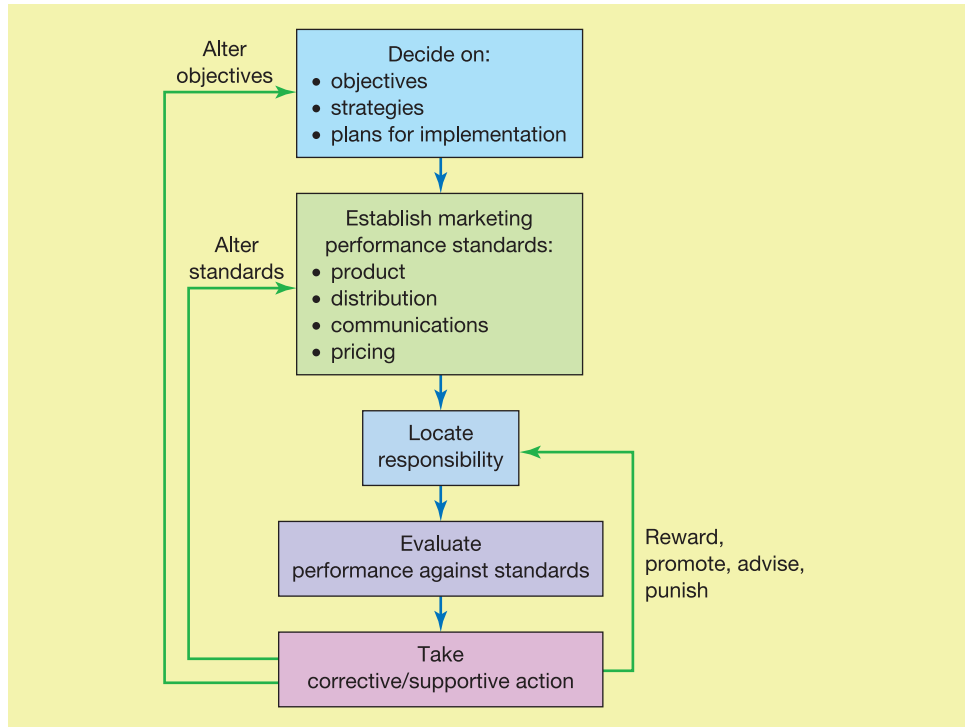 Alter
objectives
Decide on:
• objectives
• strategies
• plans for implementation
Alter
standards
Establish marketing
performance standards:
• product
• distribution
• communications
• pricing
Locate
responsibility
Evaluate
performance against standards
Reward,
promote, advise,
punish
Take
corrective/supportive action